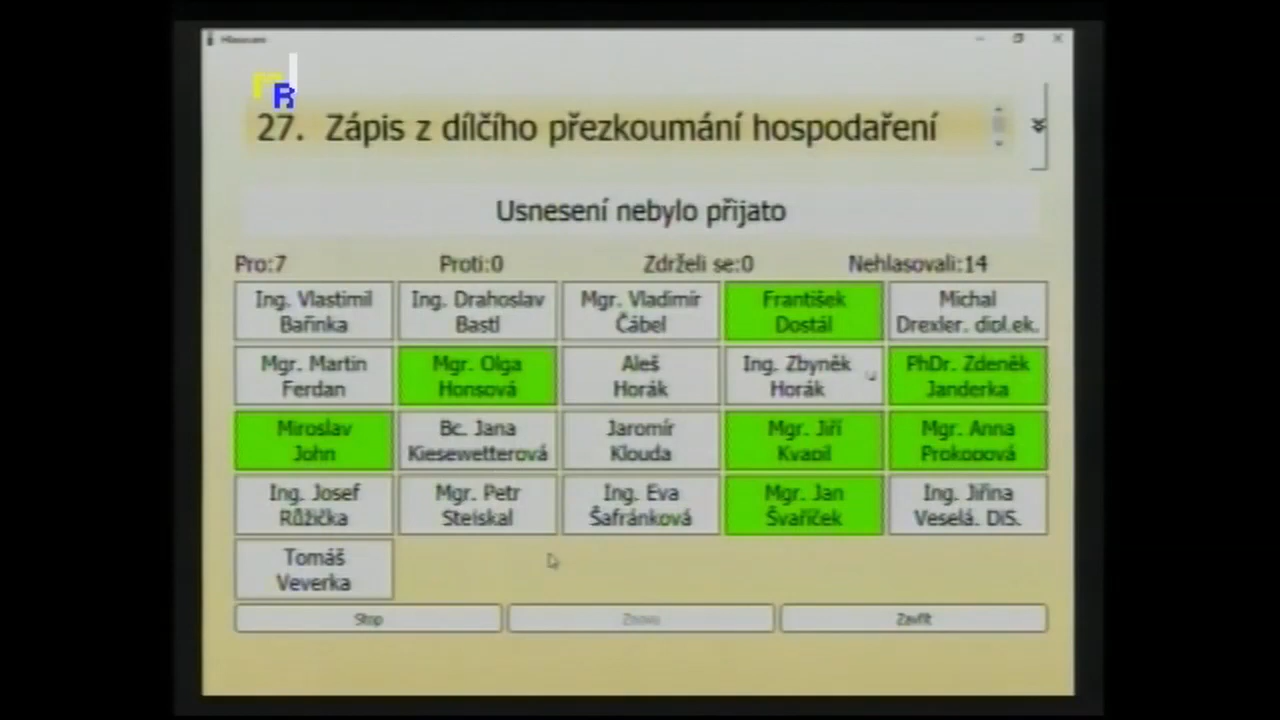 27. Zápis z dílčího přezkoumání hospodaření
Usnesení nebylo přijato
Pro:7 Proti:0 Zdrželi se:0 Nehlasovali:14
Ing. Vlastimil Bařinka
Ing. Drahoslav Bastl
Mgr. Vladimír Čábel
František Dostál
Michal Drexler. dipl.ek.
Mgr. Martin Ferdan
Mgr. Olga Honsová
Aleš Horák
Ing. Zbyněk Horák
PhDr. Zdeněk Janderka
Miroslav John
Bc. Jana Kiesewetterová
Jaromír Klouda
Mgr. Jiří Kvapil
Mgr. Anna Prokopová
Ing. Josef Růžička
Mgr. Petr Stejskal
Ing. Eva Šafránková
Mgr. Jan Švaříček
Ing. Jiřina Veselá. DiS.
Tomáš Veverka
Stop Znovu Zavřít